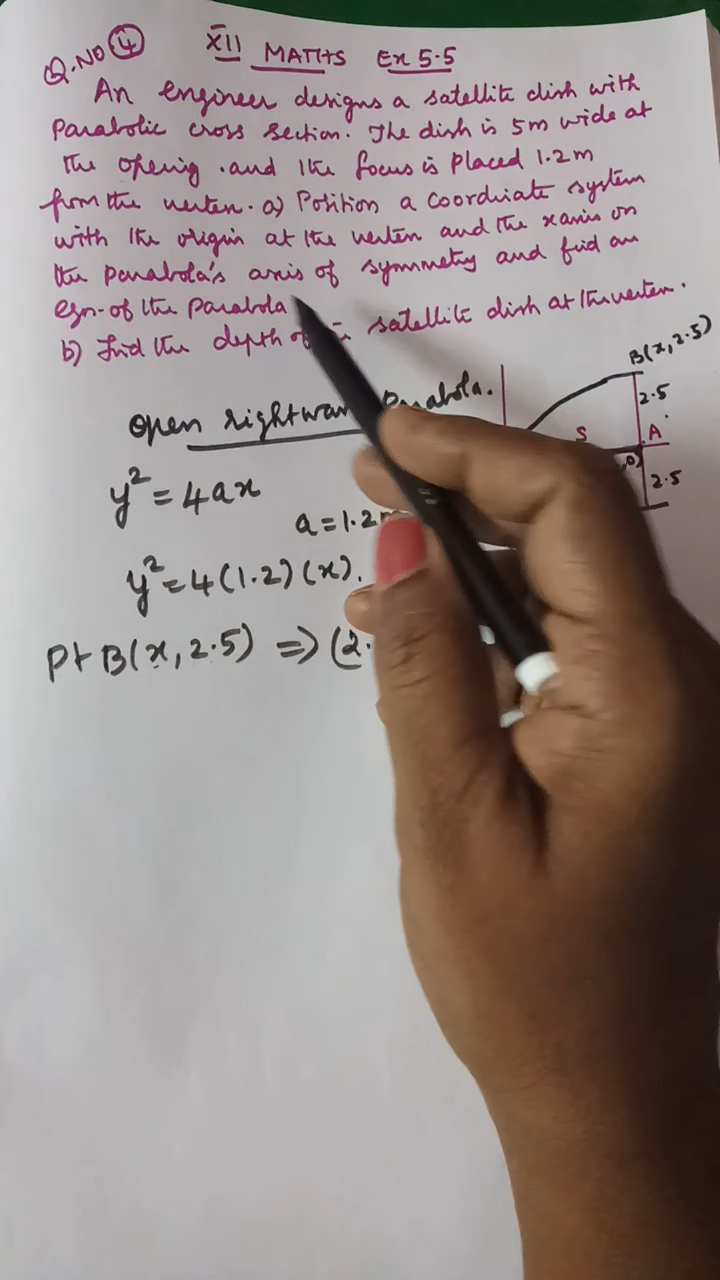 Q.NO 4 XII MATHS Ex 5.5
An engineer designs a satellite dish with
Parabolic cross section. The dish is 5m wide at
the opening . and the focus is placed 1.2m
from the vertex. a) Position a coordinate system
with the origin at the vertex and the x axis on
the parabola's axis of symmetry and find an
eqn. of the Parabola
b) Find the depth of satellite dish at the vertex.
B(x, 2.5)
2.5
open rightwar Parabola.
S
A
2.5
y² = 4ax
a = 1.2
y² = 4(1.2)(x).
Pt B(x, 2.5) ⇒ (2.